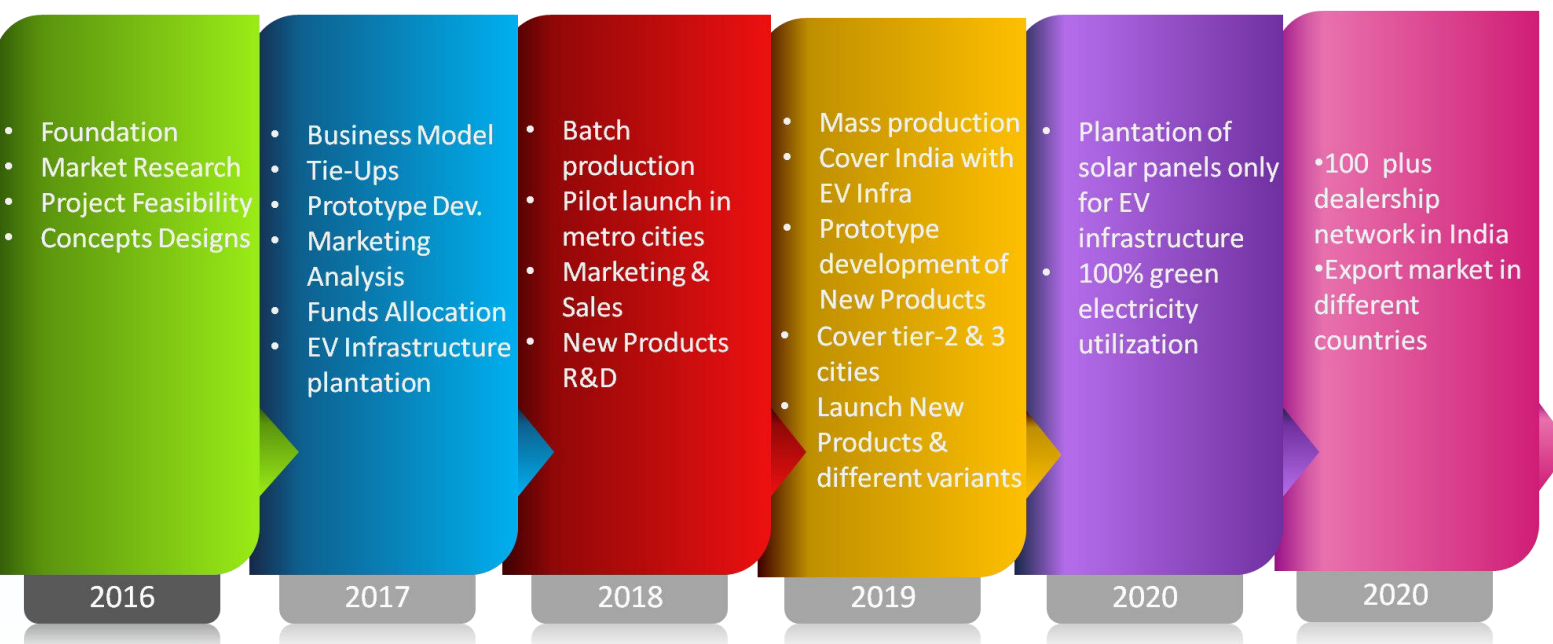 • Foundation
• Market Research
• Project Feasibility
• Concepts Designs
2016
• Business Model
• Tie-Ups
• Prototype Dev.
• Marketing
Analysis
• Funds Allocation
• EV Infrastructure
plantation
2017
• Batch
production
• Pilot launch in
metro cities
• Marketing &
Sales
• New Products
R&D
2018
• Mass production
• Cover India with
EV Infra
• Prototype
development of
New Products
• Cover tier-2 & 3
cities
• Launch New
Products &
different variants
2019
• Plantation of
solar panels only
for EV
infrastructure
• 100% green
electricity
utilization
2020
•100 plus
dealership
network in India
•Export market in
different
countries
2020